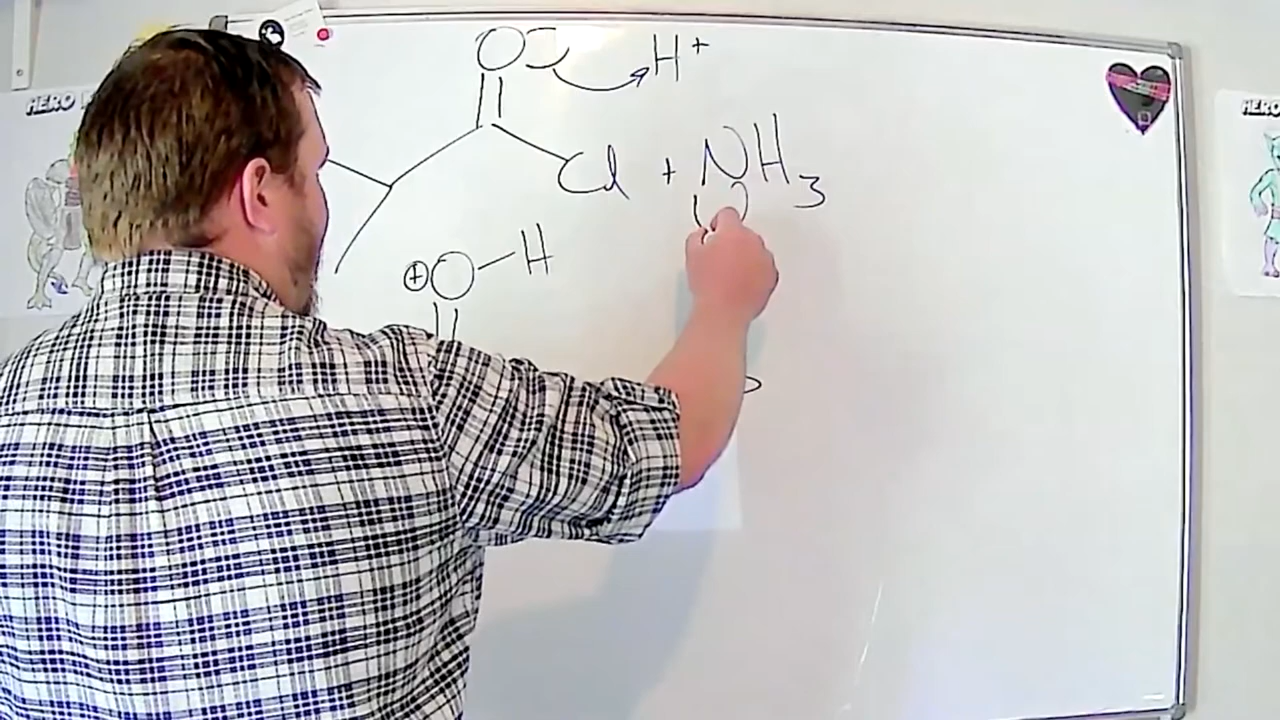 HERO
O H+
Cl + NH3
⊕O-H
HERO